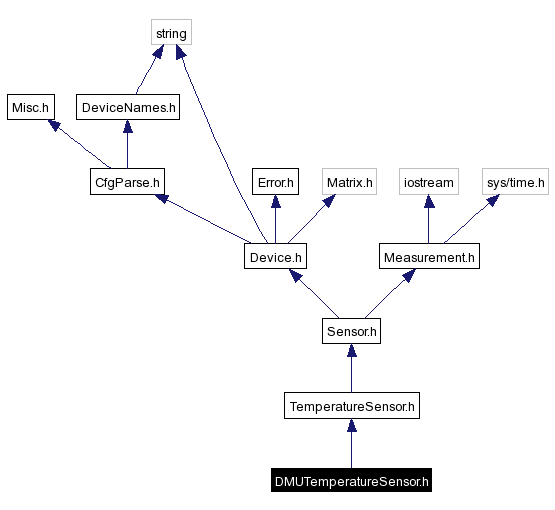 string
Misc.h
DeviceNames.h
CfgParse.h
Error.h
Matrix.h
iostream
sys/time.h
Device.h
Measurement.h
Sensor.h
TemperatureSensor.h
DMUTemperatureSensor.h